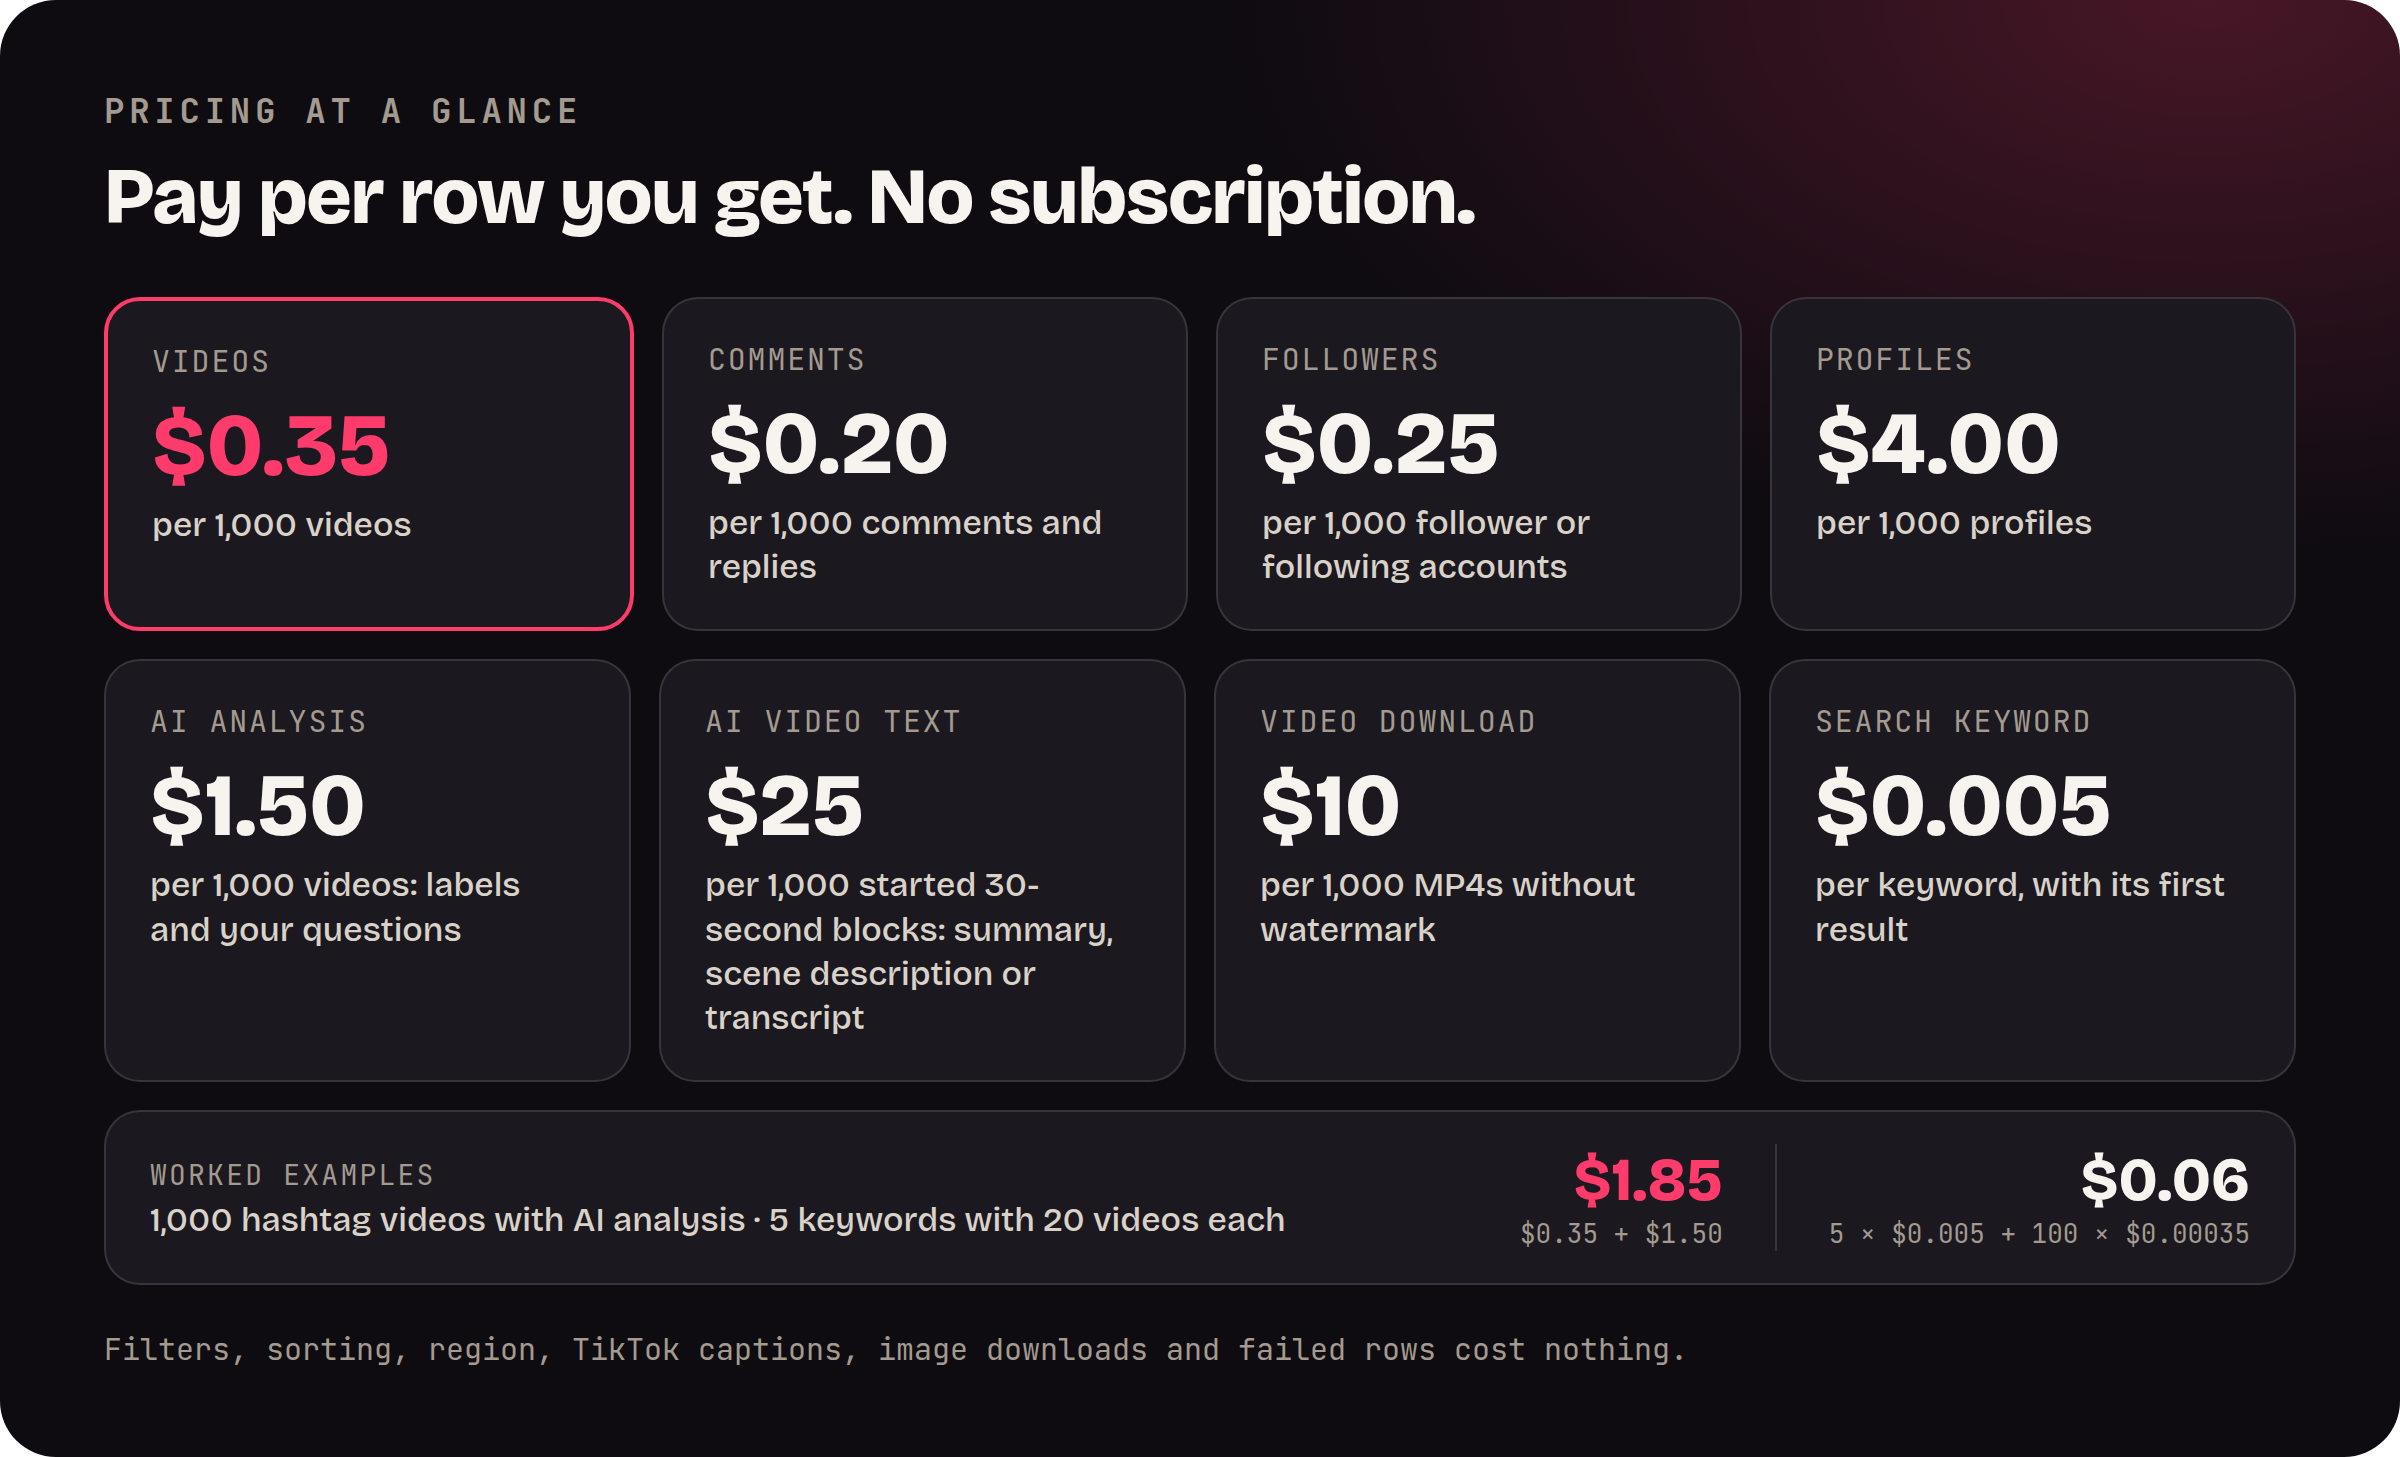 PRICING AT A GLANCE
Pay per row you get. No subscription.
VIDEOS
$0.35
per 1,000 videos
COMMENTS
$0.20
per 1,000 comments and
replies
FOLLOWERS
$0.25
per 1,000 follower or
following accounts
PROFILES
$4.00
per 1,000 profiles
AI ANALYSIS
$1.50
per 1,000 videos: labels
and your questions
AI VIDEO TEXT
$25
per 1,000 started 30-
second blocks: summary,
scene description or
transcript
VIDEO DOWNLOAD
$10
per 1,000 MP4s without
watermark
SEARCH KEYWORD
$0.005
per keyword, with its first
result
WORKED EXAMPLES
1,000 hashtag videos with AI analysis · 5 keywords with 20 videos each
$1.85
$0.35 + $1.50
$0.06
5 × $0.005 + 100 × $0.00035
Filters, sorting, region, TikTok captions, image downloads and failed rows cost nothing.